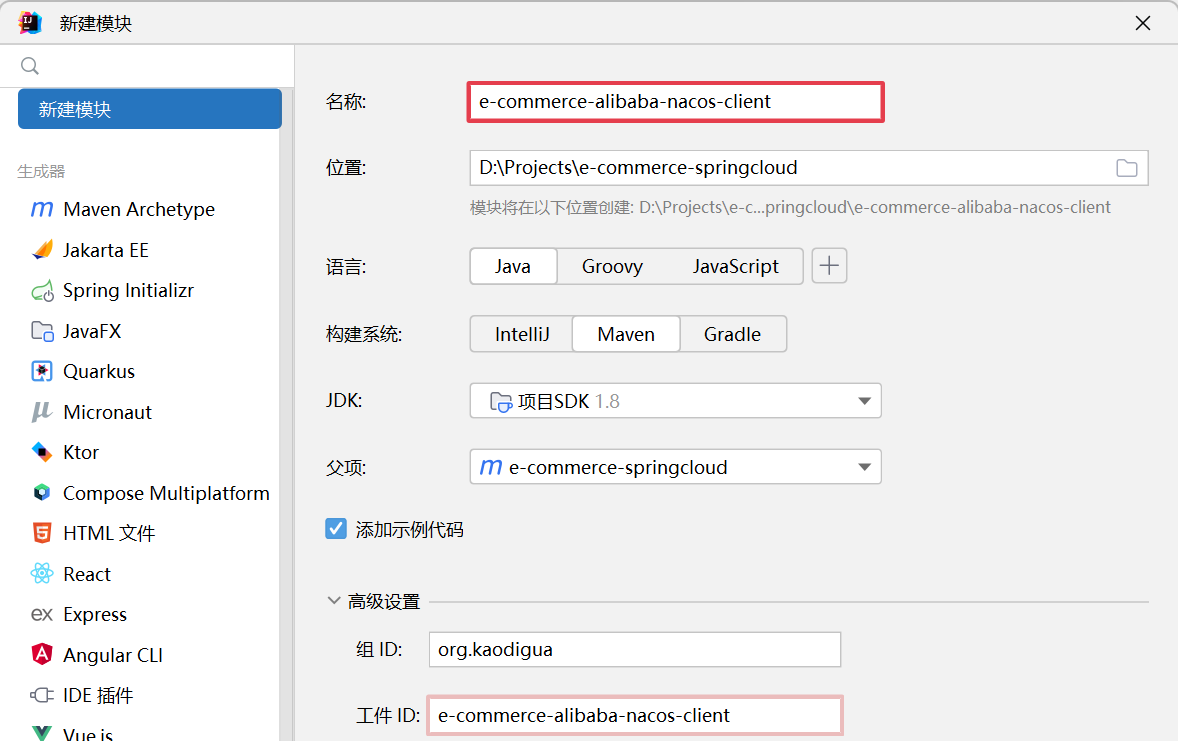 新建模块
新建模块
生成器
Maven Archetype
Jakarta EE
Spring Initializr
JavaFX
Quarkus
Micronaut
Ktor
Compose Multiplatform
HTML 文件
React
Express
Angular CLI
IDE 插件
Vue.js
名称: e-commerce-alibaba-nacos-client
位置: D:\Projects\e-commerce-springcloud
模块将在以下位置创建: D:\Projects\e-c...pringcloud\e-commerce-alibaba-nacos-client
语言: Java Groovy JavaScript
构建系统: IntelliJ Maven Gradle
JDK: 项目SDK 1.8
父项: e-commerce-springcloud
添加示例代码
高级设置
组 ID: org.kaodigua
工件 ID: e-commerce-alibaba-nacos-client